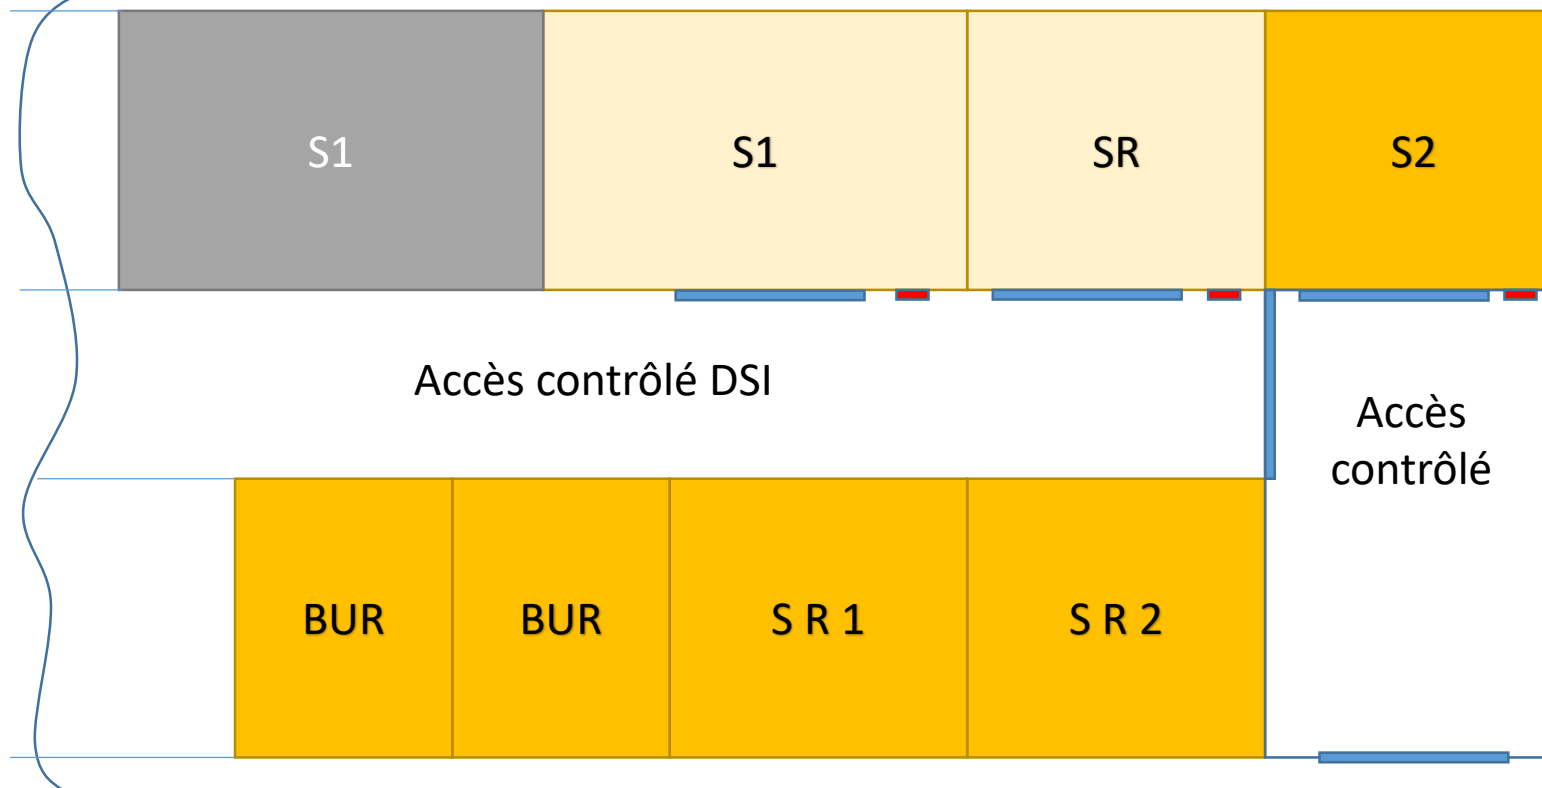 S1
S1
SR
S2
Accès contrôlé DSI
Accès
contrôlé
BUR
BUR
S R 1
S R 2